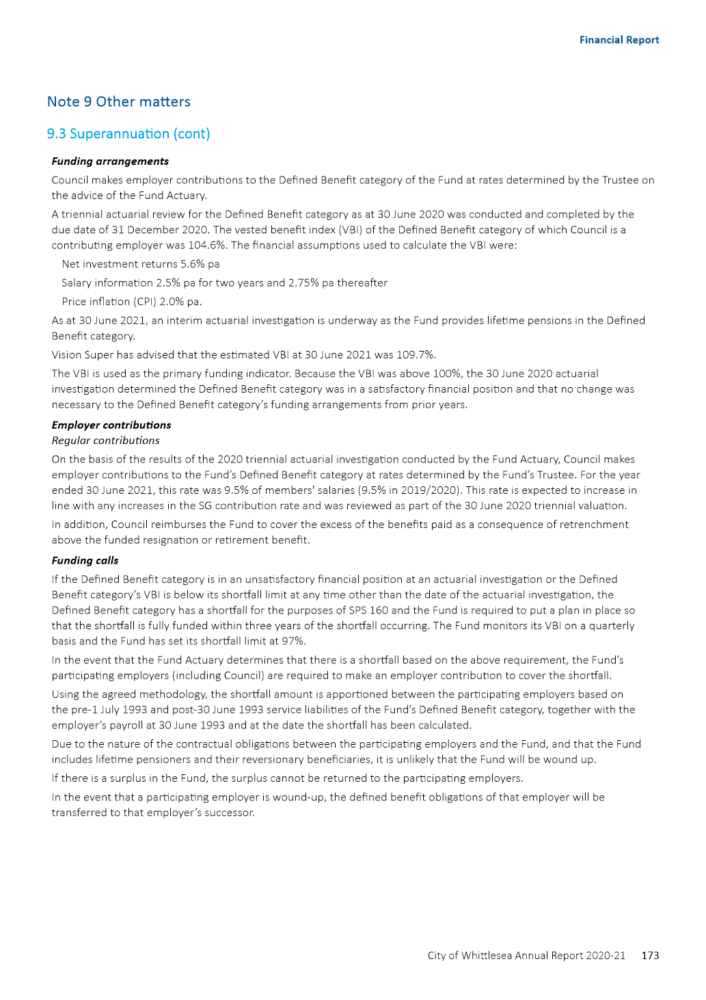 Financial Report
Note 9 Other matters
9.3 Superannuation (cont)
Funding arrangements
Council makes employer contributions to the Defined Benefit category of the Fund at rates determined by the Trustee on
the advice of the Fund Actuary.
A triennial actuarial review for the Defined Benefit category as at 30 June 2020 was conducted and completed by the
due date of 31 December 2020. The vested benefit index (VBI) of the Defined Benefit category of which Council is a
contributing employer was 104.6%. The financial assumptions used to calculate the VBI were:
Net investment returns 5.6% pa
Salary information 2.5% pa for two years and 2.75% pa thereafter
Price inflation (CPI) 2.0% pa.
As at 30 June 2021, an interim actuarial investigation is underway as the Fund provides lifetime pensions in the Defined
Benefit category.
Vision Super has advised that the estimated VBI at 30 June 2021 was 109.7%.
The VBI is used as the primary funding indicator. Because the VBI was above 100%, the 30 June 2020 actuarial
investigation determined the Defined Benefit category was in a satisfactory financial position and that no change was
necessary to the Defined Benefit category’s funding arrangements from prior years.
Employer contributions
Regular contributions
On the basis of the results of the 2020 triennial actuarial investigation conducted by the Fund Actuary, Council makes
employer contributions to the Fund’s Defined Benefit category at rates determined by the Fund’s Trustee. For the year
ended 30 June 2021, this rate was 9.5% of members' salaries (9.5% in 2019/2020). This rate is expected to increase in
line with any increases in the SG contribution rate and was reviewed as part of the 30 June 2020 triennial valuation.
In addition, Council reimburses the Fund to cover the excess of the benefits paid as a consequence of retrenchment
above the funded resignation or retirement benefit.
Funding calls
If the Defined Benefit category is in an unsatisfactory financial position at an actuarial investigation or the Defined
Benefit category’s VBI is below its shortfall limit at any time other than the date of the actuarial investigation, the
Defined Benefit category has a shortfall for the purposes of SPS 160 and the Fund is required to put a plan in place so
that the shortfall is fully funded within three years of the shortfall occurring. The Fund monitors its VBI on a quarterly
basis and the Fund has set its shortfall limit at 97%.
In the event that the Fund Actuary determines that there is a shortfall based on the above requirement, the Fund’s
participating employers (including Council) are required to make an employer contribution to cover the shortfall.
Using the agreed methodology, the shortfall amount is apportioned between the participating employers based on
the pre-1 July 1993 and post-30 June 1993 service liabilities of the Fund’s Defined Benefit category, together with the
employer’s payroll at 30 June 1993 and at the date the shortfall has been calculated.
Due to the nature of the contractual obligations between the participating employers and the Fund, and that the Fund
includes lifetime pensioners and their reversionary beneficiaries, it is unlikely that the Fund will be wound up.
If there is a surplus in the Fund, the surplus cannot be returned to the participating employers.
In the event that a participating employer is wound-up, the defined benefit obligations of that employer will be
transferred to that employer’s successor.
City of Whittlesea Annual Report 2020-21 173